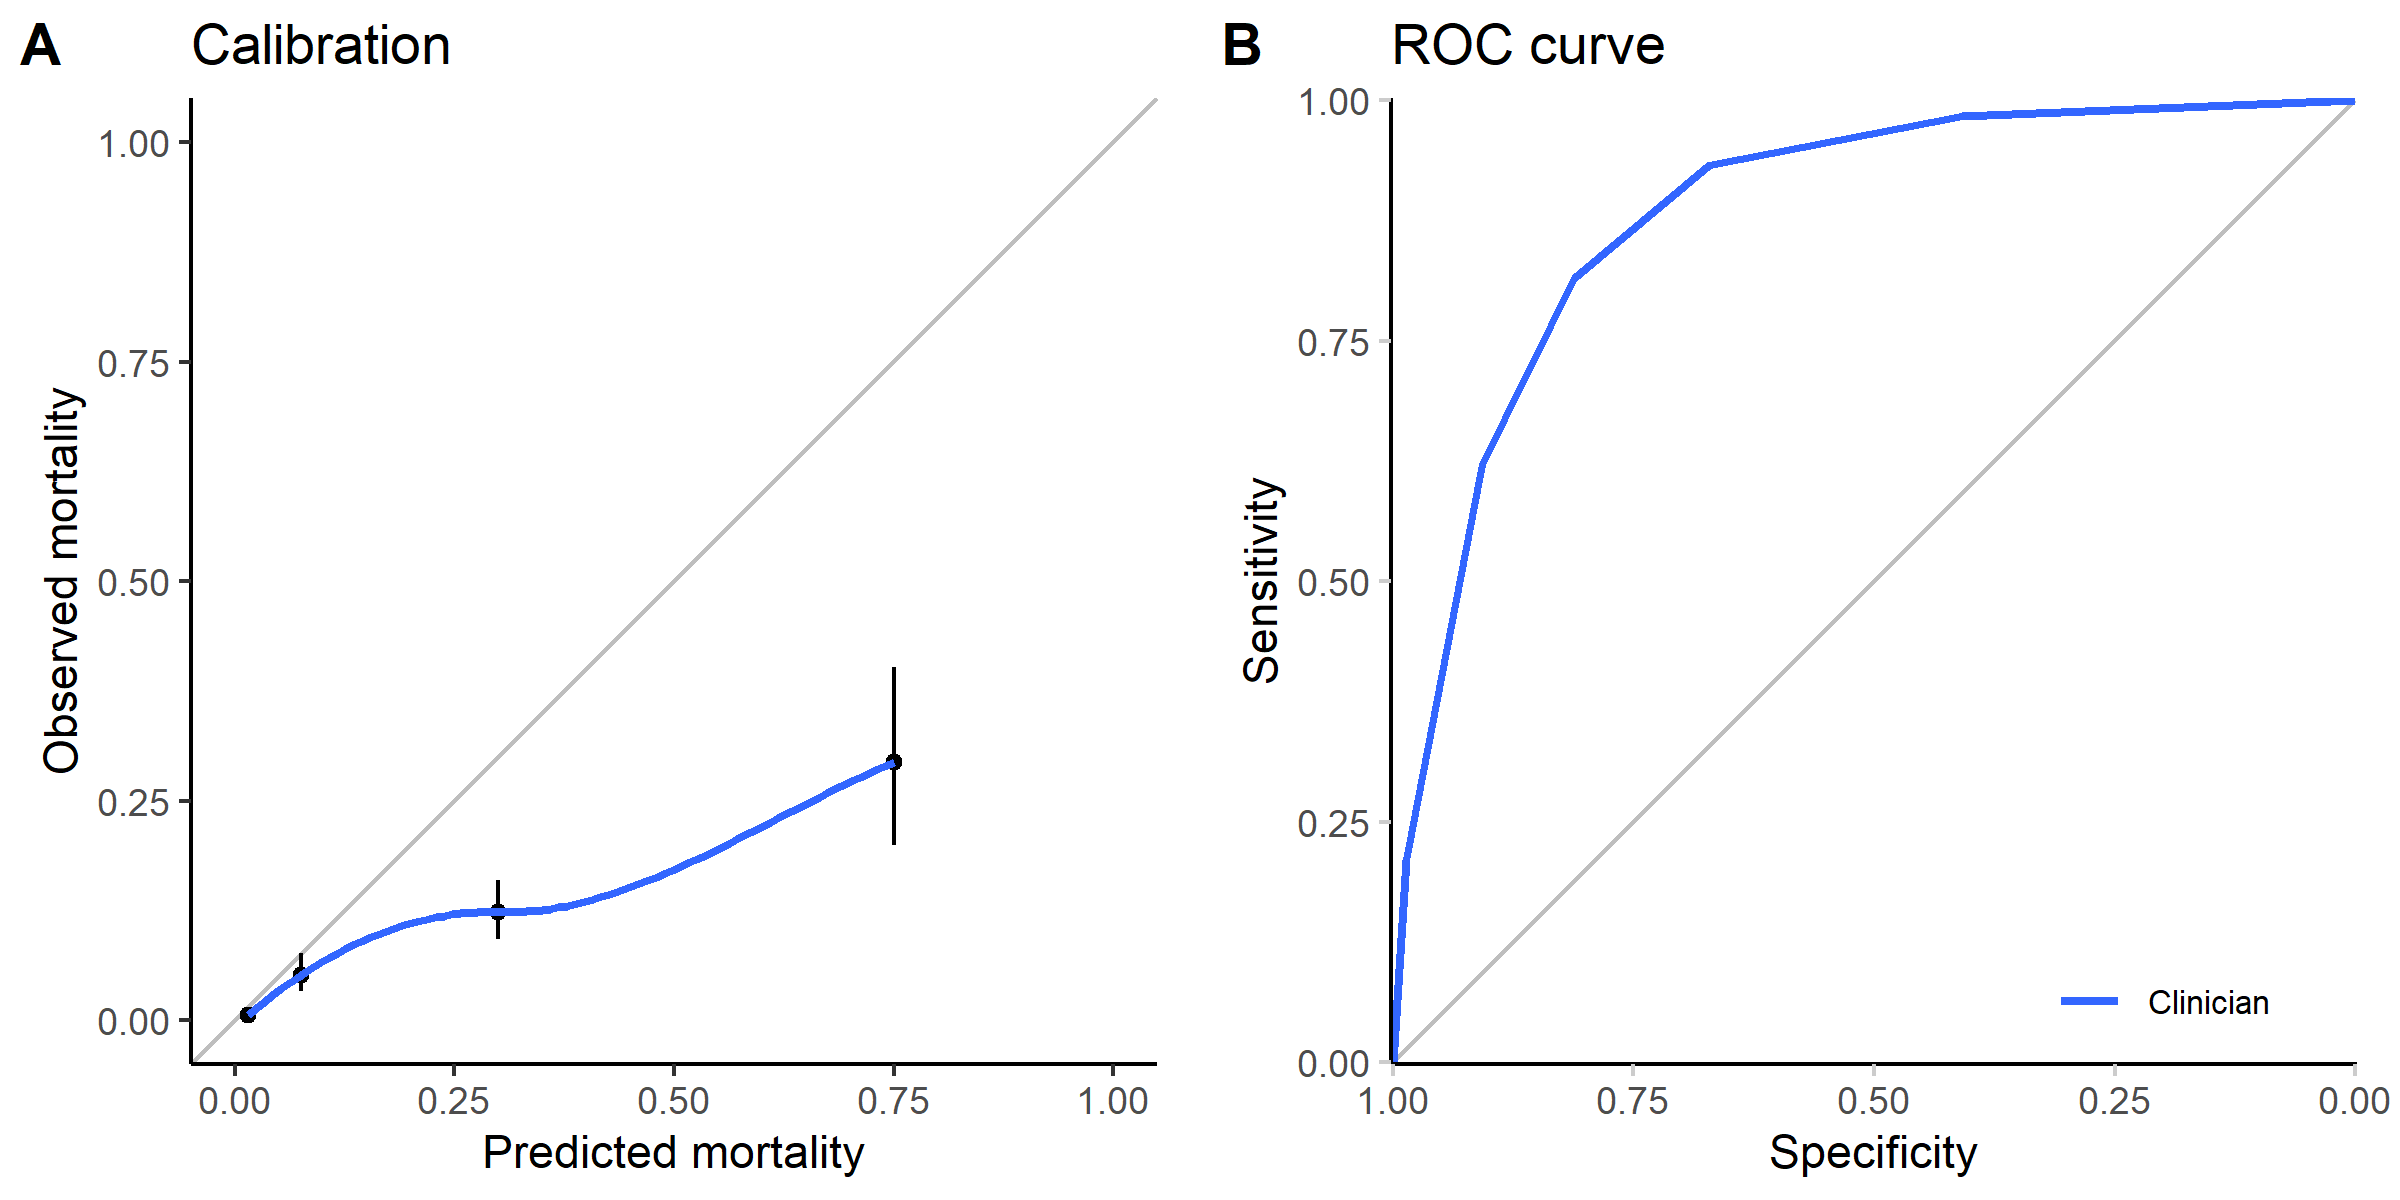 A Calibration
1.00
0.75
0.50
0.25
0.00
Observed mortality
0.00 0.25 0.50 0.75 1.00
Predicted mortality
B ROC curve
1.00
0.75
0.50
0.25
0.00
Sensitivity
Clinician
1.00 0.75 0.50 0.25 0.00
Specificity